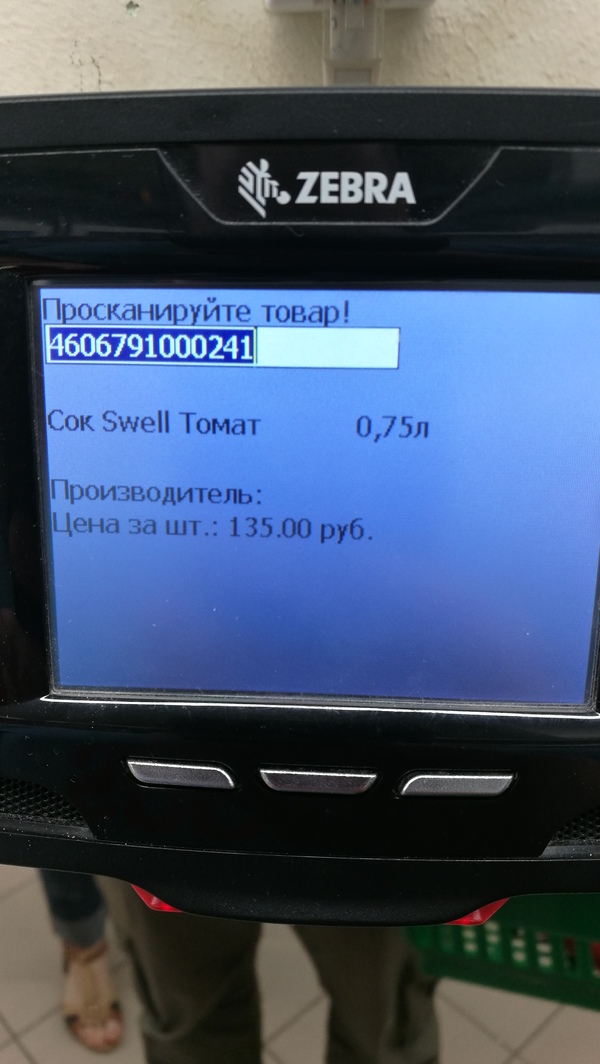 ZEBRA
Просканируйте товар!
4606791000241
Сок Swell Томат 0,75л
Производитель:
Цена за шт.: 135.00 руб.